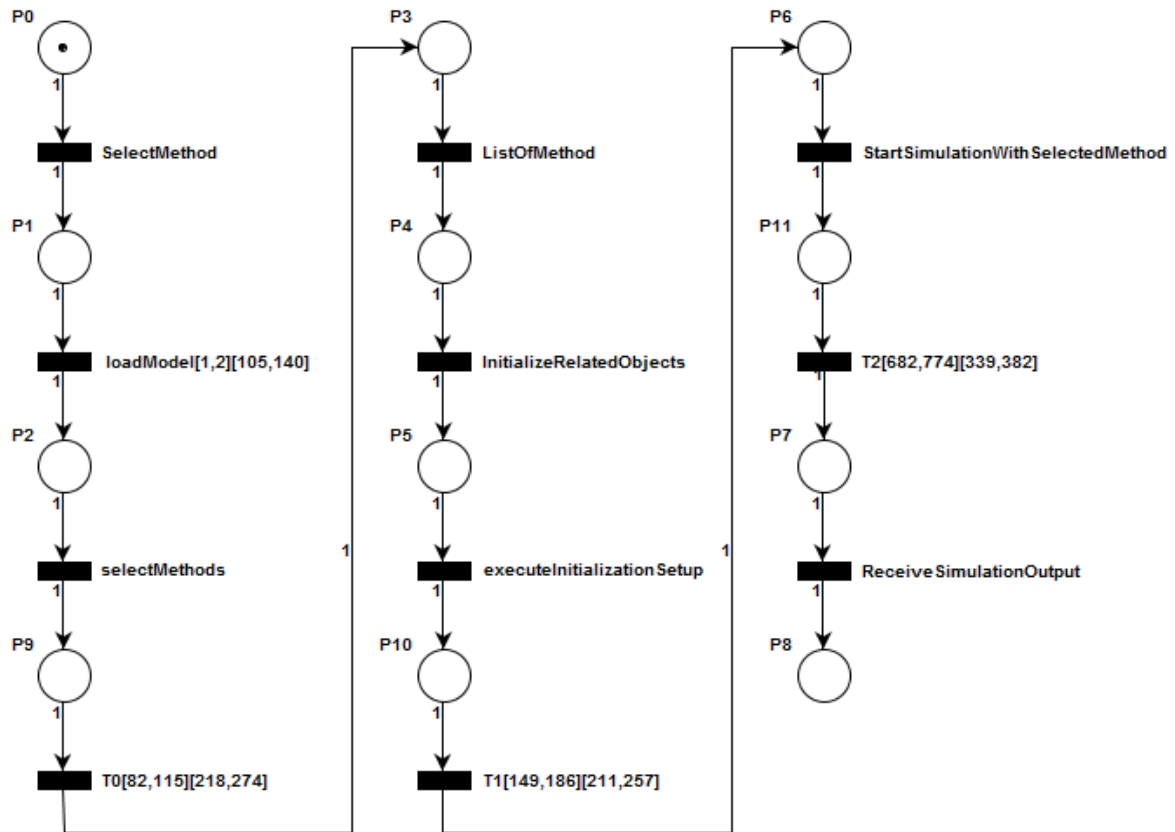 P0
1
SelectMethod
1
P1
1
loadModel[1,2][105,140]
1
P2
1
selectMethods
1
P9
1
T0[82,115][218,274]
1
P3
1
ListOfMethod
1
P4
1
InitializeRelatedObjects
1
P5
1
executeInitializationSetup
1
P10
1
T1[149,186][211,257]
1
P6
1
StartSimulationWithSelectedMethod
1
P11
1
T2[682,774][339,382]
1
P7
1
ReceiveSimulationOutput
1
P8